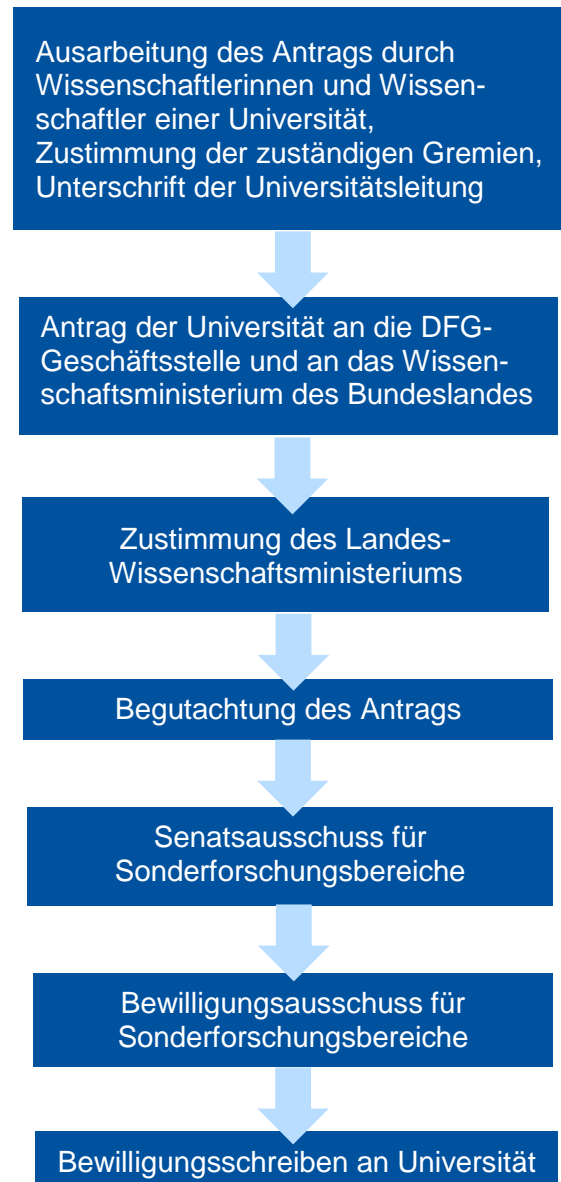 Ausarbeitung des Antrags durch
Wissenschaftlerinnen und Wissen-
schaftler einer Universität,
Zustimmung der zuständigen Gremien,
Unterschrift der Universitätsleitung
Antrag der Universität an die DFG-
Geschäftsstelle und an das Wissen-
schaftsministerium des Bundeslandes
Zustimmung des Landes-
Wissenschaftsministeriums
Begutachtung des Antrags
Senatsausschuss für
Sonderforschungsbereiche
Bewilligungsausschuss für
Sonderforschungsbereiche
Bewilligungsschreiben an Universität